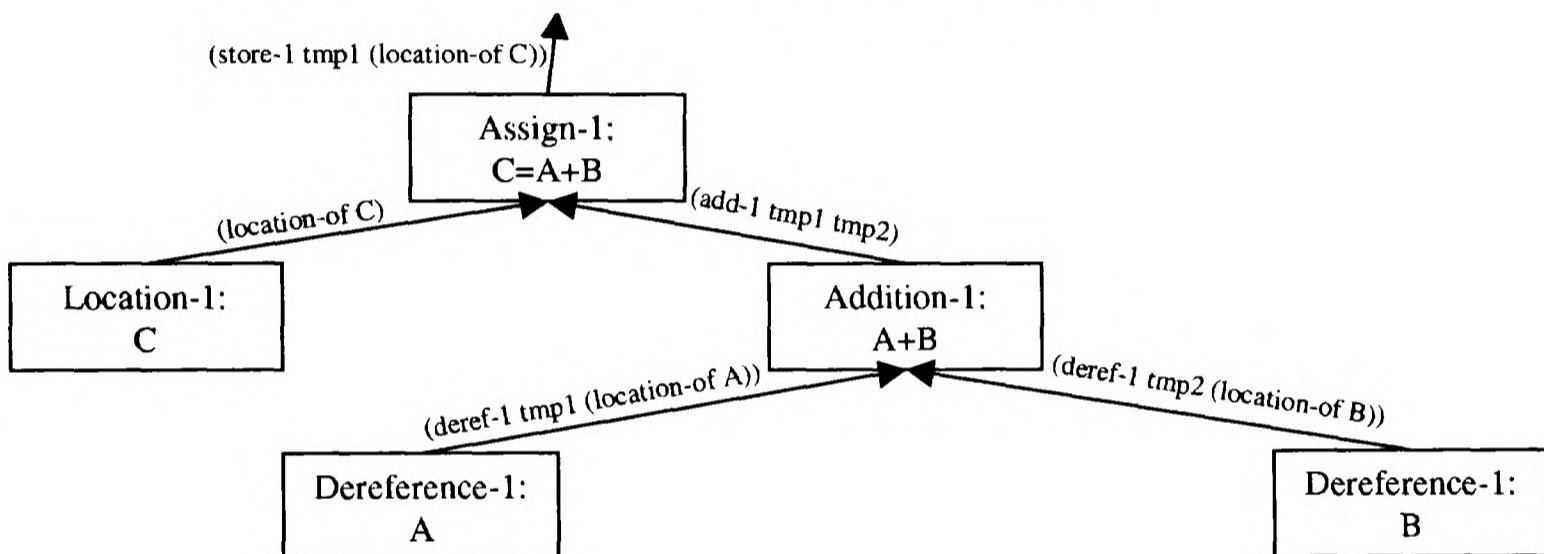 (store-1 tmp1 (location-of C))
Assign-1:
C=A+B
(location-of C)
(add-1 tmp1 tmp2)
Location-1:
C
Addition-1:
A+B
(deref-1 tmp1 (location-of A))
(deref-1 tmp2 (location-of B))
Dereference-1:
A
Dereference-1:
B